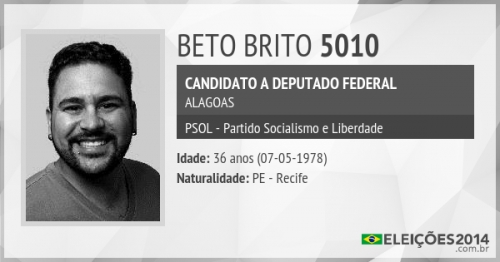 BETO BRITO 5010
CANDIDATO A DEPUTADO FEDERAL
ALAGOAS
PSOL - Partido Socialismo e Liberdade
Idade: 36 anos (07-05-1978)
Naturalidade: PE - Recife
ELEIÇÕES2014
.com.br